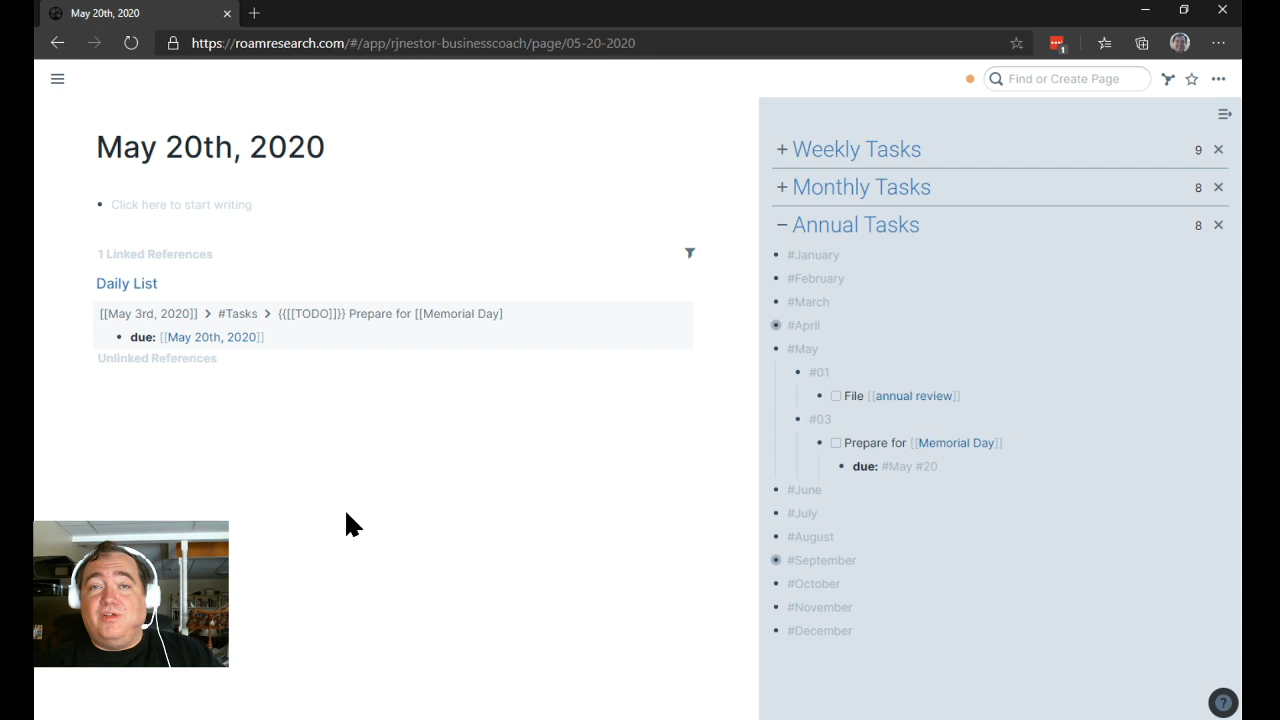 May 20th, 2020
https://roamresearch.com/#/app/rjnestor-businesscoach/page/05-20-2020
1
Find or Create Page
May 20th, 2020
Click here to start writing
1 Linked References
Daily List
[[May 3rd, 2020]] > #Tasks > {{[[TODO]]}} Prepare for [[Memorial Day]
due: [[May 20th, 2020]]
Unlinked References
+ Weekly Tasks 9 ×
+ Monthly Tasks 8 ×
− Annual Tasks 8 ×
#January
#February
#March
#April
#May
#01
File [[annual review]]
#03
Prepare for [[Memorial Day]]
due: #May #20
#June
#July
#August
#September
#October
#November
#December
?